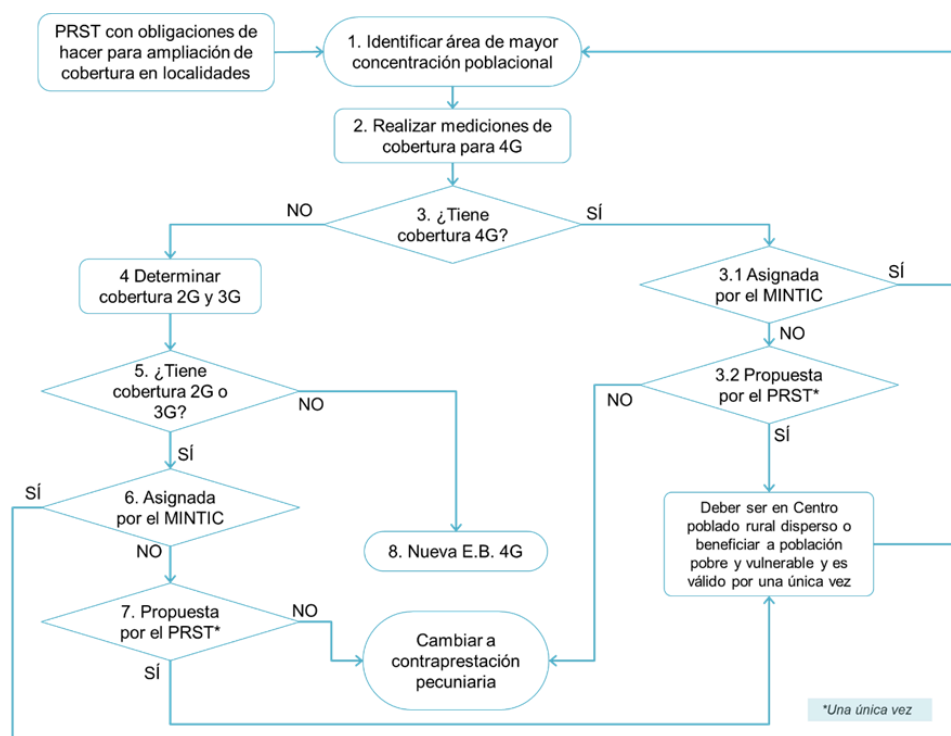 PRST con obligaciones de
hacer para ampliación de
cobertura en localidades
1. Identificar área de mayor
concentración poblacional
2. Realizar mediciones de
cobertura para 4G
3. ¿Tiene
cobertura 4G?
NO
SÍ
4 Determinar
cobertura 2G y 3G
3.1 Asignada
por el MINTIC
SÍ
NO
5. ¿Tiene
cobertura 2G o
3G?
NO
SÍ
3.2 Propuesta
por el PRST*
NO
SÍ
6. Asignada
por el MINTIC
SÍ
NO
8. Nueva E.B. 4G
Deber ser en Centro
poblado rural disperso o
beneficiar a población
pobre y vulnerable y es
válido por una única vez
7. Propuesta
por el PRST*
NO
SÍ
Cambiar a
contraprestación
pecuniaria
*Una única vez